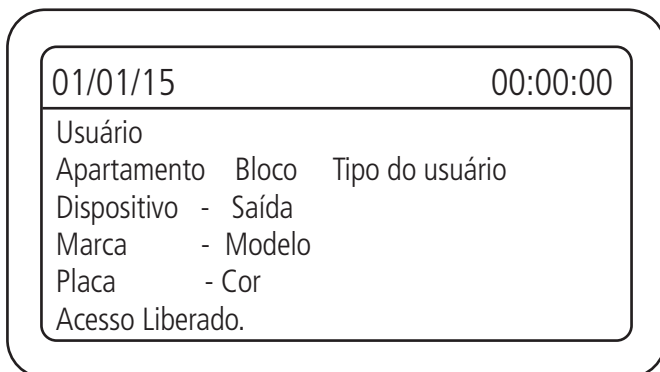 01/01/15 00:00:00
Usuário
Apartamento Bloco Tipo do usuário
Dispositivo - Saída
Marca - Modelo
Placa - Cor
Acesso Liberado.